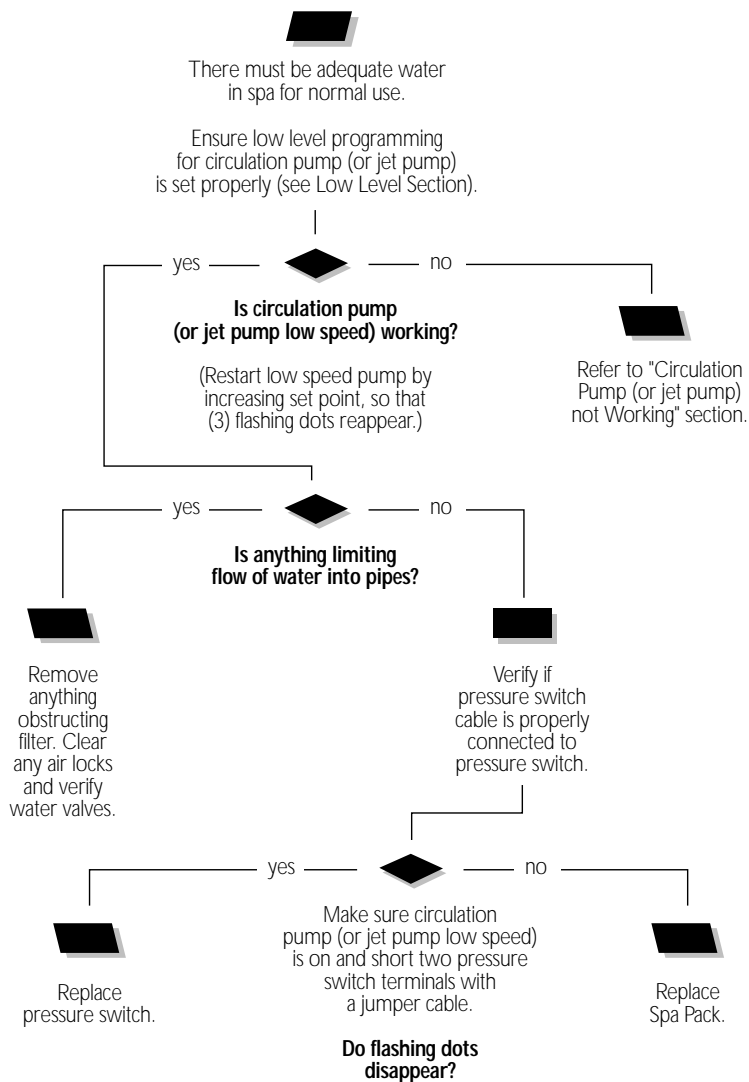 There must be adequate water
in spa for normal use.
Ensure low level programming
for circulation pump (or jet pump)
is set properly (see Low Level Section).
yes
no
Is circulation pump
(or jet pump low speed) working?
(Restart low speed pump by
increasing set point, so that
(3) flashing dots reappear.)
Refer to "Circulation
Pump (or jet pump)
not Working" section.
yes
no
Is anything limiting
flow of water into pipes?
Remove
anything
obstructing
filter. Clear
any air locks
and verify
water valves.
Verify if
pressure switch
cable is properly
connected to
pressure switch.
yes
no
Make sure circulation
pump (or jet pump low speed)
is on and short two pressure
switch terminals with
a jumper cable.
Do flashing dots
disappear?
Replace
pressure switch.
Replace
Spa Pack.